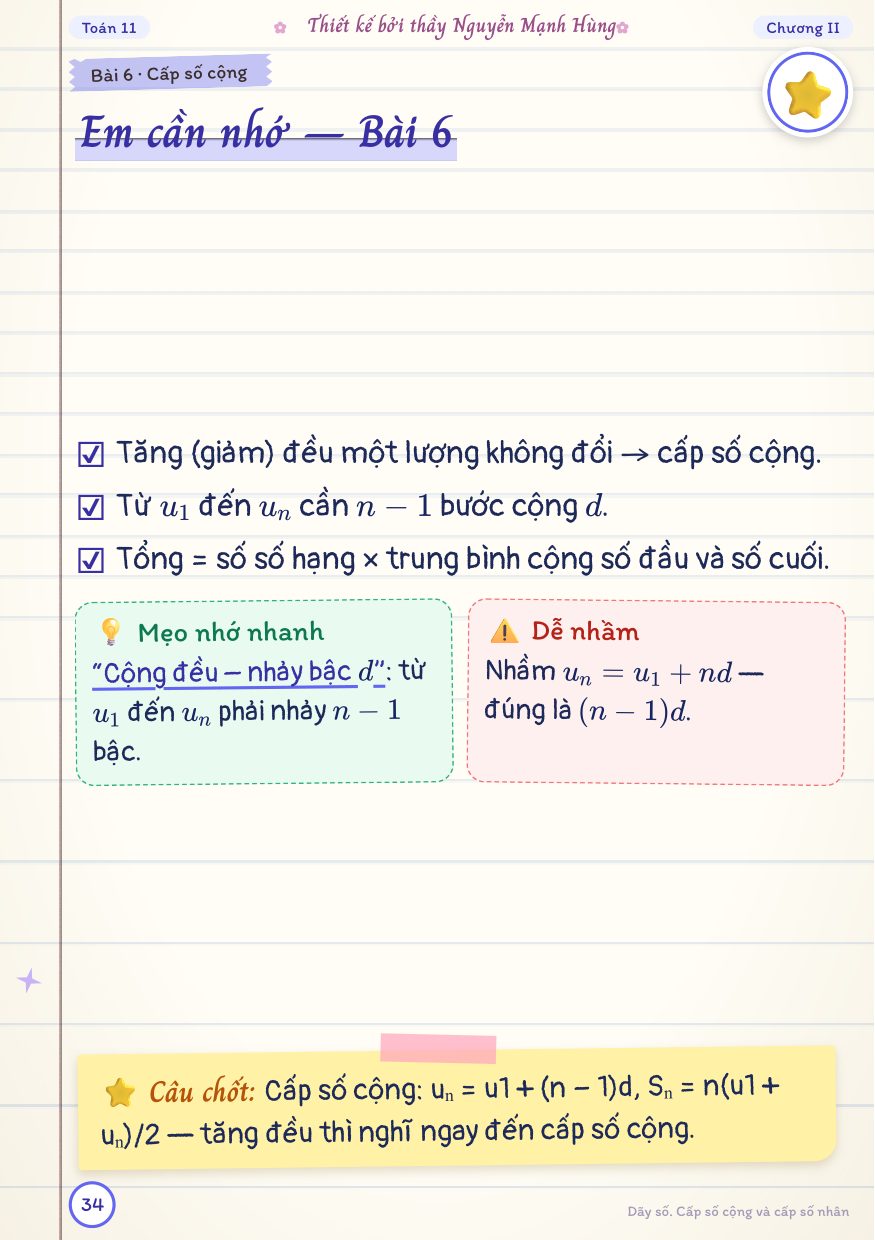 Toán 11
Thiết kế bởi thầy Nguyễn Mạnh Hùng
Chương II
Bài 6 · Cấp số cộng
Em cần nhớ — Bài 6
☑ Tăng (giảm) đều một lượng không đổi → cấp số cộng.
☑ Từ u₁ đến uₙ cần n − 1 bước cộng d.
☑ Tổng = số số hạng × trung bình cộng số đầu và số cuối.
💡 Mẹo nhớ nhanh
“Cộng đều – nhảy bậc d”: từ
u₁ đến uₙ phải nhảy n − 1
bậc.
⚠️ Dễ nhầm
Nhầm uₙ = u₁ + nd —
đúng là (n − 1)d.
Câu chốt: Cấp số cộng: uₙ = u1 + (n − 1)d, Sₙ = n(u1 +
uₙ)/2 — tăng đều thì nghĩ ngay đến cấp số cộng.
34
Dãy số. Cấp số cộng và cấp số nhân